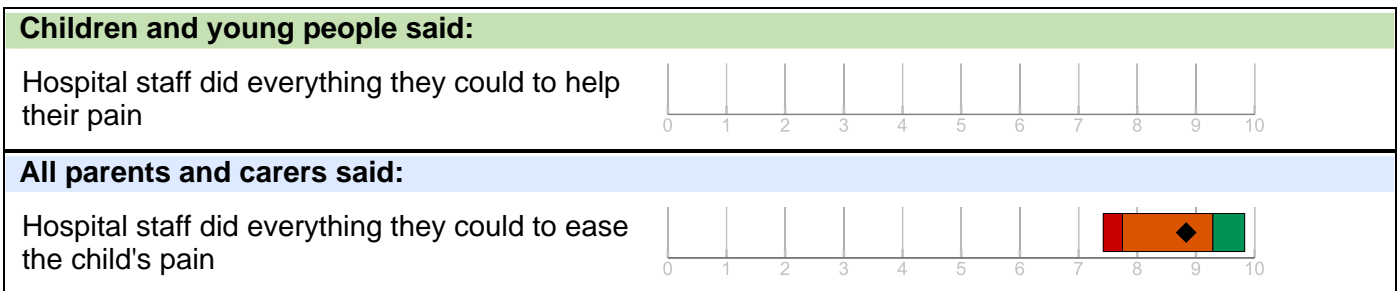 Children and young people said:
Hospital staff did everything they could to help
their pain
0 1 2 3 4 5 6 7 8 9 10
All parents and carers said:
Hospital staff did everything they could to ease
the child's pain
0 1 2 3 4 5 6 7 8 9 10